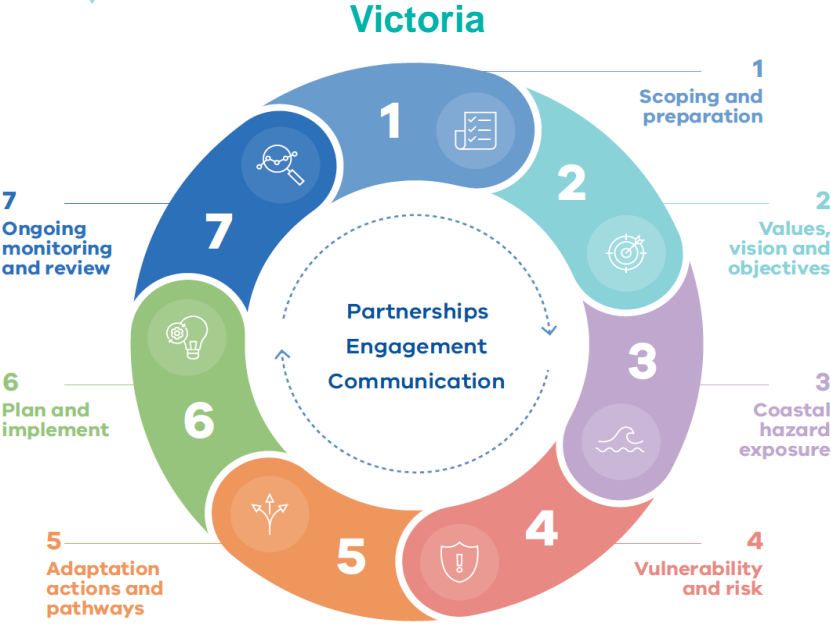 Victoria
1
Scoping and
preparation
2
Values,
vision and
objectives
3
Coastal
hazard
exposure
4
Vulnerability
and risk
5
Adaptation
actions and
pathways
6
Plan and
implement
7
Ongoing
monitoring
and review
1
2
3
4
5
6
7
Partnerships
Engagement
Communication